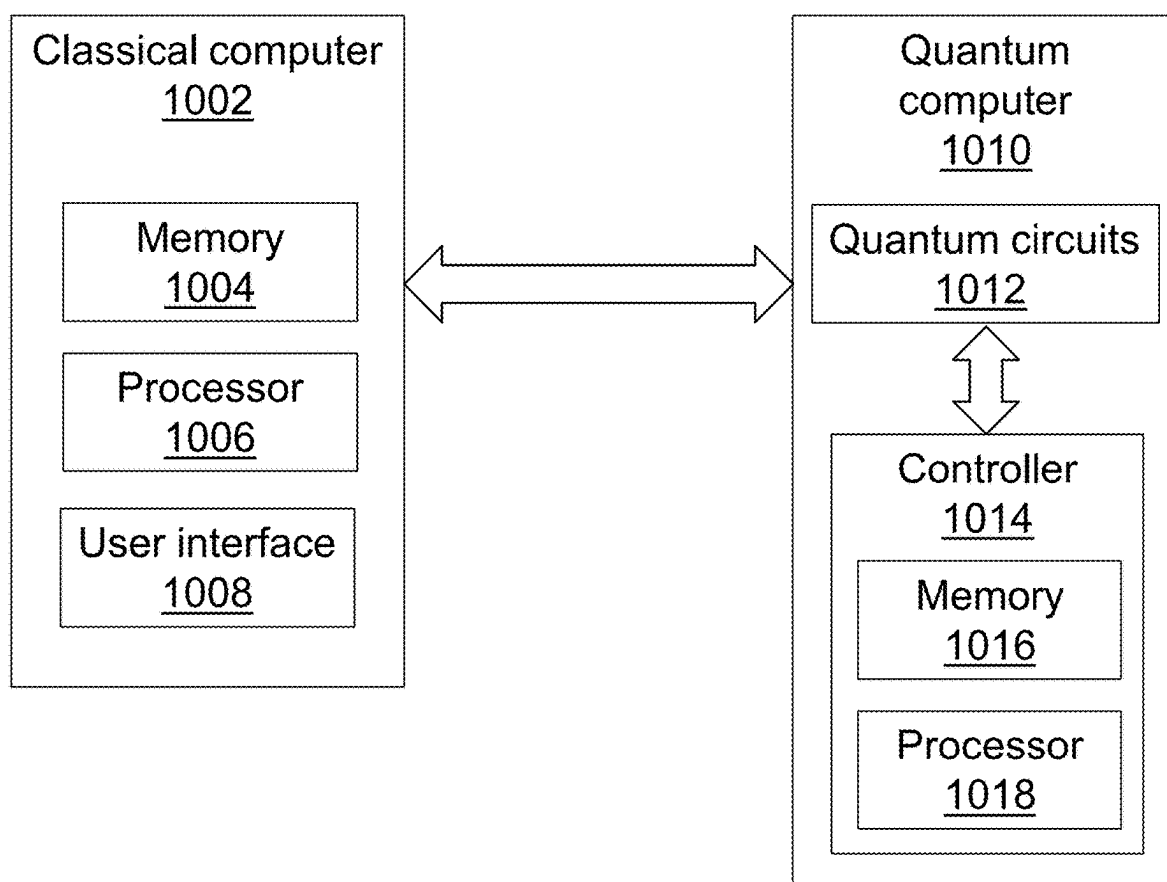 Classical computer
1002
Memory
1004
Processor
1006
User interface
1008
Quantum
computer
1010
Quantum circuits
1012
Controller
1014
Memory
1016
Processor
1018